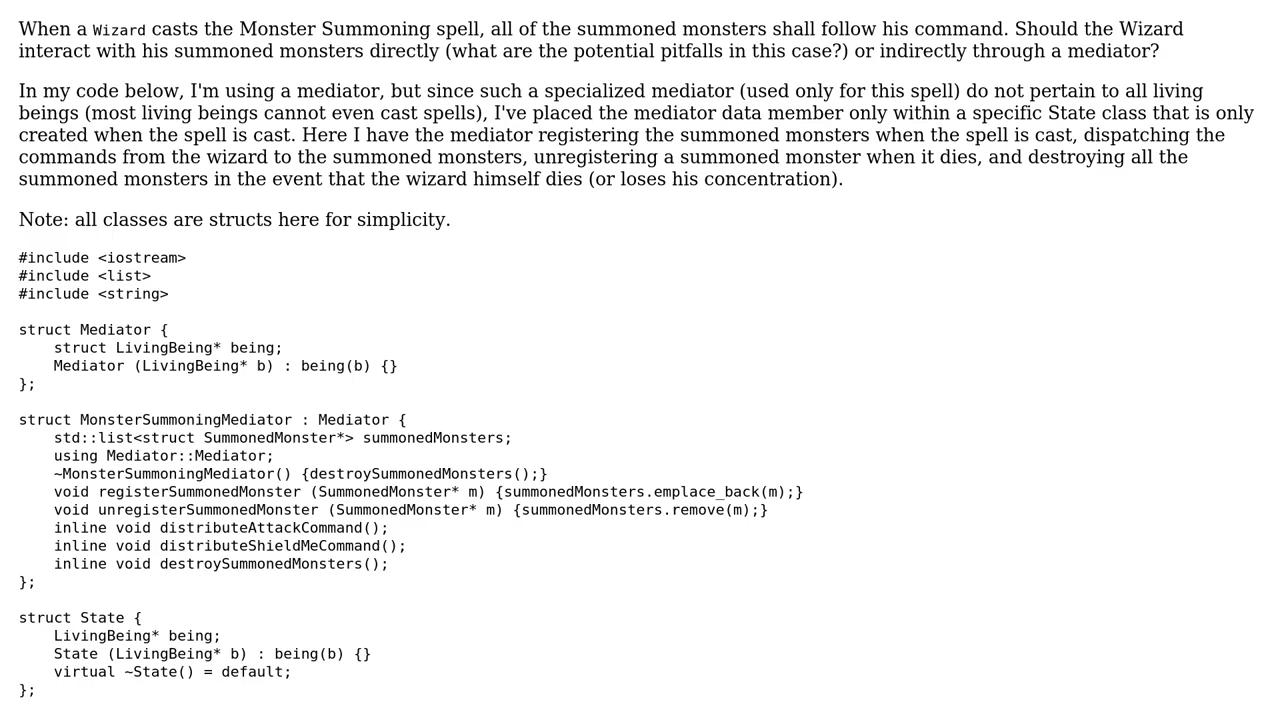 When a Wizard casts the Monster Summoning spell, all of the summoned monsters shall follow his command. Should the Wizard
interact with his summoned monsters directly (what are the potential pitfalls in this case?) or indirectly through a mediator?
In my code below, I'm using a mediator, but since such a specialized mediator (used only for this spell) do not pertain to all living
beings (most living beings cannot even cast spells), I've placed the mediator data member only within a specific State class that is only
created when the spell is cast. Here I have the mediator registering the summoned monsters when the spell is cast, dispatching the
commands from the wizard to the summoned monsters, unregistering a summoned monster when it dies, and destroying all the
summoned monsters in the event that the wizard himself dies (or loses his concentration).
Note: all classes are structs here for simplicity.
#include <iostream>
#include <list>
#include <string>
struct Mediator {
    struct LivingBeing* being;
    Mediator (LivingBeing* b) : being(b) {}
};
struct MonsterSummoningMediator : Mediator {
    std::list<struct SummonedMonster*> summonedMonsters;
    using Mediator::Mediator;
    ~MonsterSummoningMediator() {destroySummonedMonsters();}
    void registerSummonedMonster (SummonedMonster* m) {summonedMonsters.emplace_back(m);}
    void unregisterSummonedMonster (SummonedMonster* m) {summonedMonsters.remove(m);}
    inline void distributeAttackCommand();
    inline void distributeShieldMeCommand();
    inline void destroySummonedMonsters();
};
struct State {
    LivingBeing* being;
    State (LivingBeing* b) : being(b) {}
    virtual ~State() = default;
};